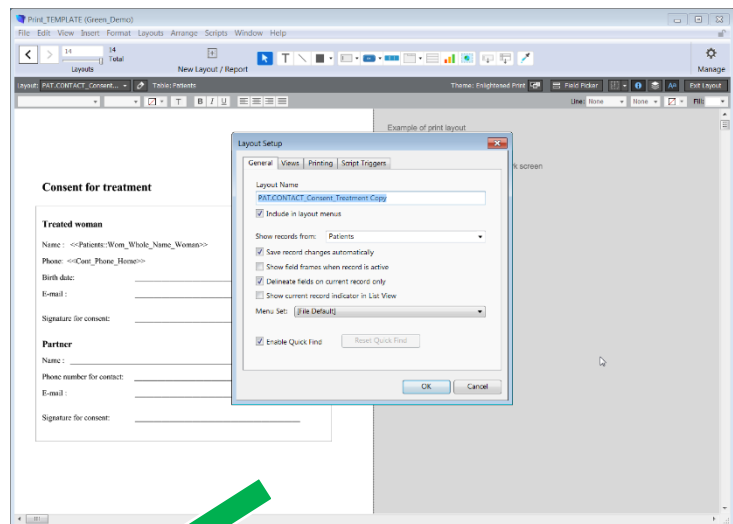 Print_TEMPLATE (Green_Demo)
File Edit View Insert Format Layouts Arrange Scripts Window Help
14
14
Total
Layouts
New Layout / Report
Manage
Layout: PAT.CONTACT_Consent...
Table: Patients
Theme: Enlightened Print
Field Picker
Exit Layout
T
B I U
Line: None
None
Fill:
Example of print layout
rk screen
Consent for treatment
Treated woman
Name : <<Patients::Wom_Whole_Name_Woman>>
Phone: <<Cont_Phone_Home>>
Birth date:
E-mail :
Signature for consent:
Partner
Name :
Phone number for contact:
E-mail :
Signature for consent:
Layout Setup
General Views Printing Script Triggers
Layout Name
PAT.CONTACT_Consent_Treatment Copy
Include in layout menus
Show records from: Patients
Save record changes automatically
Show field frames when record is active
Delineate fields on current record only
Show current record indicator in List View
Menu Set: [File Default]
Enable Quick Find
Reset Quick Find
OK
Cancel